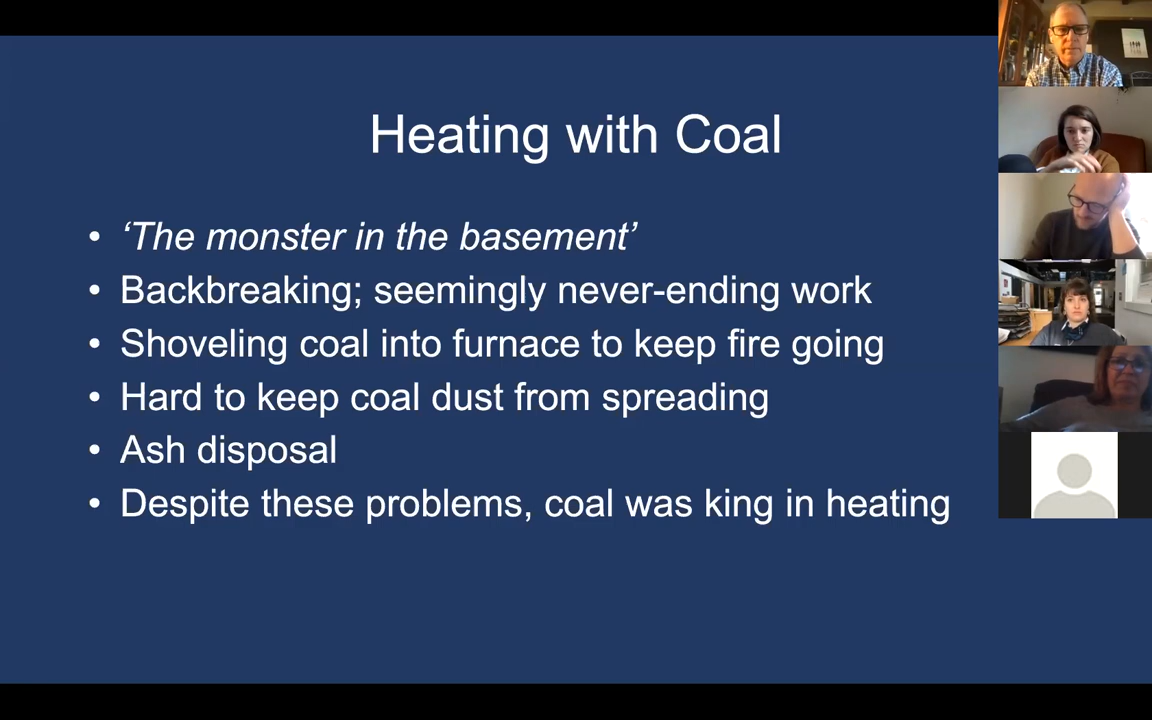 Heating with Coal
• ‘The monster in the basement’
• Backbreaking; seemingly never-ending work
• Shoveling coal into furnace to keep fire going
• Hard to keep coal dust from spreading
• Ash disposal
• Despite these problems, coal was king in heating